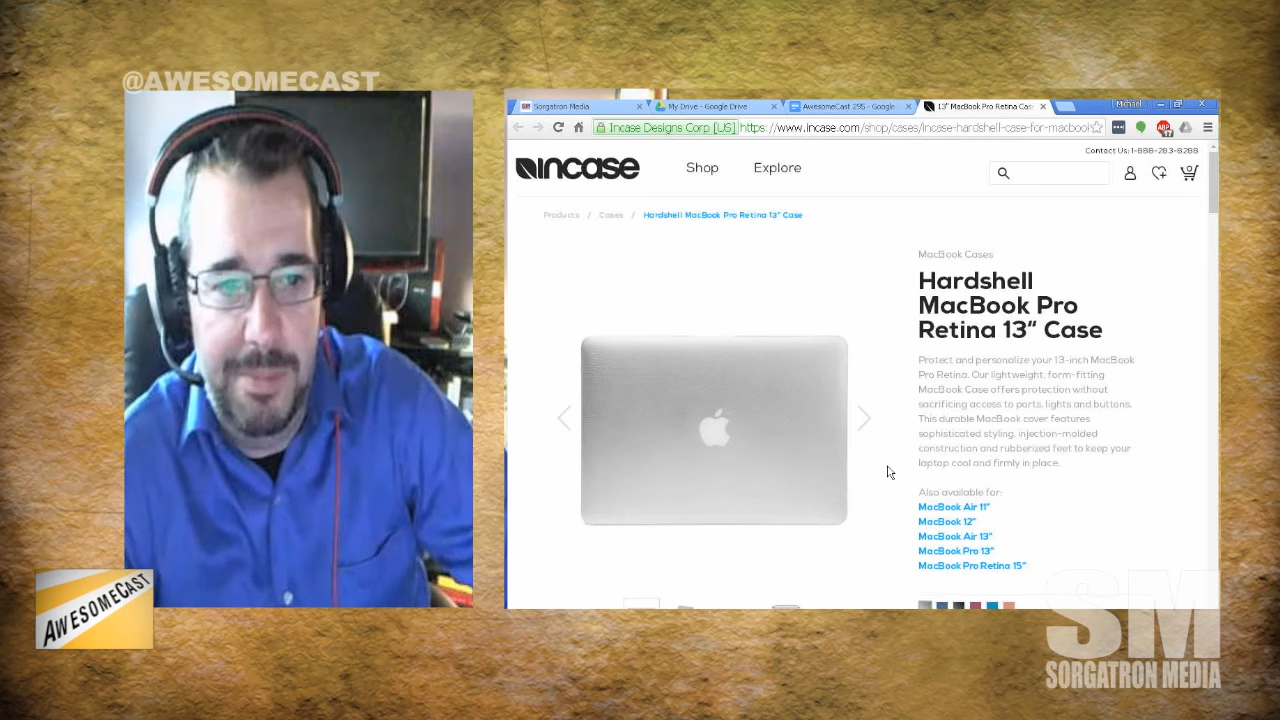 @AWESOMECAST
Sorgatron Media
My Drive - Google Drive
AwesomeCast 295 - Google
13" MacBook Pro Retina Cas
Michael
Incase Designs Corp [US]
https://www.incase.com/shop/cases/incase-hardshell-case-for-macbook
ABP
17
Contact Us: 1-888-283-8288
incase
Shop
Explore
0
Products / Cases / Hardshell MacBook Pro Retina 13" Case
MacBook Cases
Hardshell
MacBook Pro
Retina 13" Case
Protect and personalize your 13-inch MacBook
Pro Retina. Our lightweight, form-fitting
MacBook Case offers protection without
sacrificing access to ports, lights and buttons.
This durable MacBook cover features
sophisticated styling, injection-molded
construction and rubberized feet to keep your
laptop cool and firmly in place.
Also available for:
MacBook Air 11"
MacBook 12"
MacBook Air 13"
MacBook Pro 13"
MacBook Pro Retina 15"
AWESOMECAST
SM
SORGATRON MEDIA